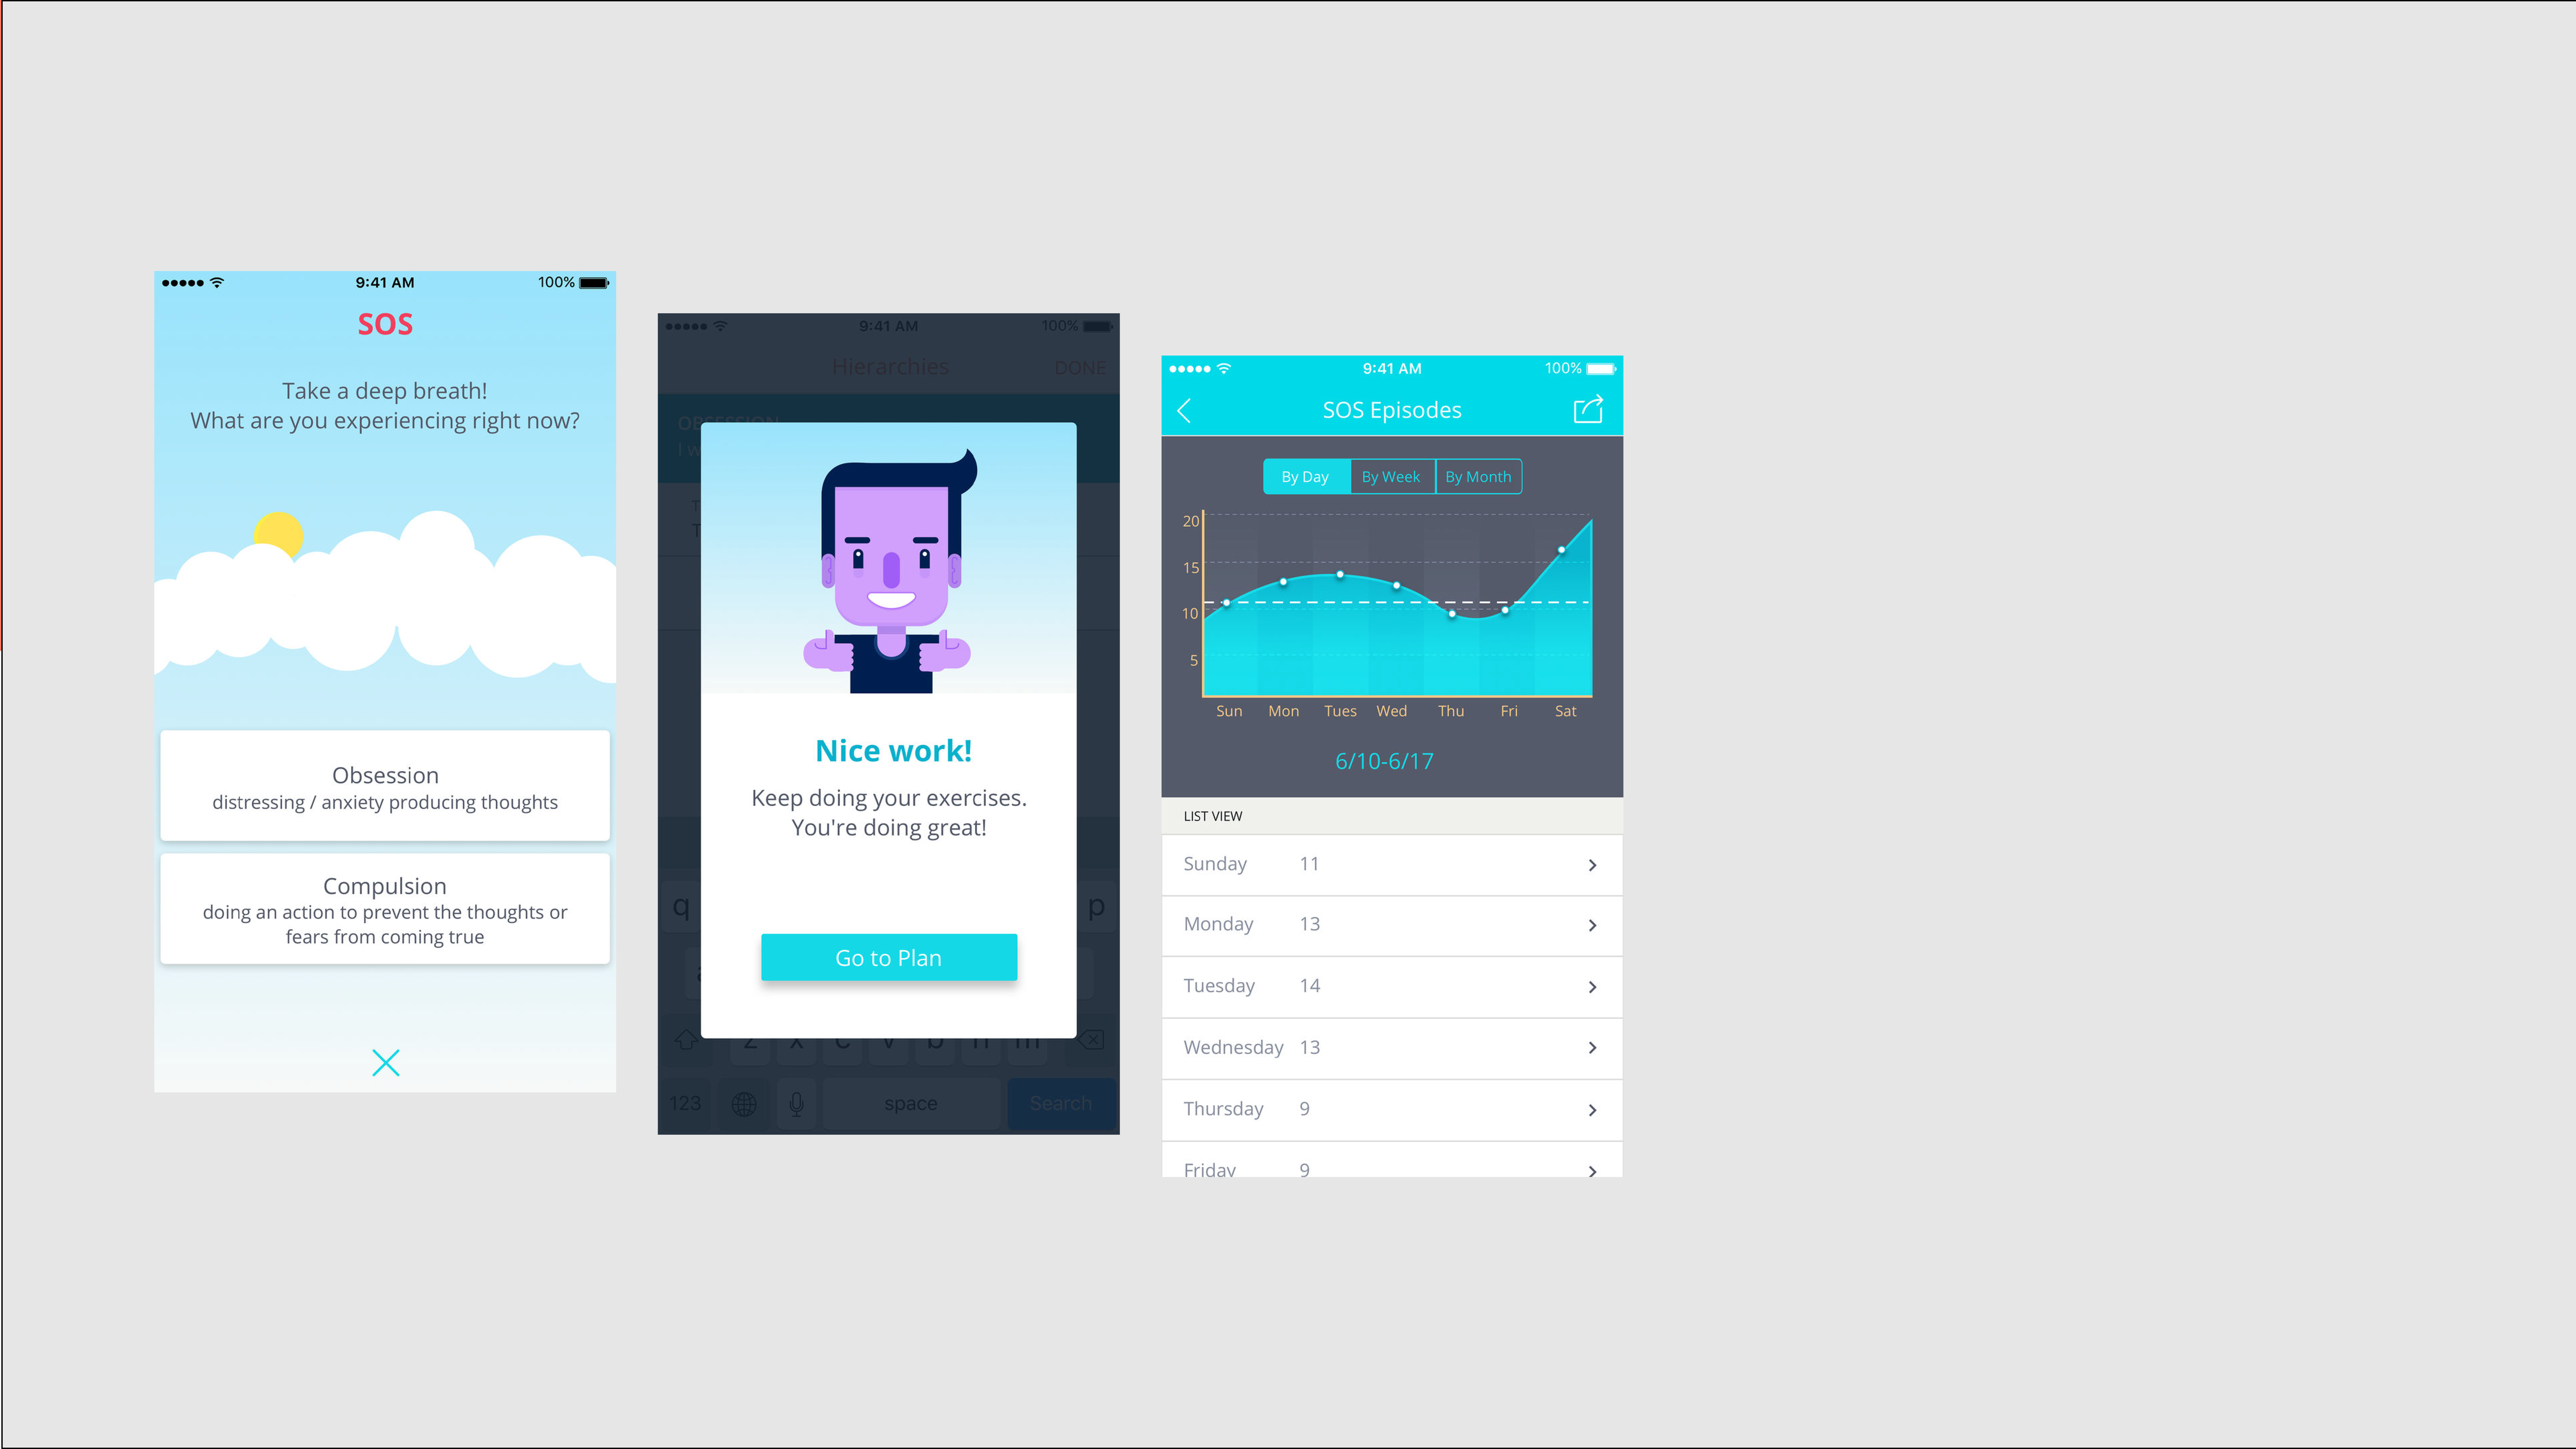 9:41 AM
100%
SOS
Take a deep breath!
What are you experiencing right now?
Obsession
distressing / anxiety producing thoughts
Compulsion
doing an action to prevent the thoughts or
fears from coming true
9:41 AM
100%
Hierarchies
DONE
OBSESSION
I w
T
T
Nice work!
Keep doing your exercises.
You're doing great!
Go to Plan
q p
z x c v b n m
123 space Search
9:41 AM
100%
SOS Episodes
By Day By Week By Month
20
15
10
5
Sun Mon Tues Wed Thu Fri Sat
6/10-6/17
LIST VIEW
Sunday 11
Monday 13
Tuesday 14
Wednesday 13
Thursday 9
Friday 9